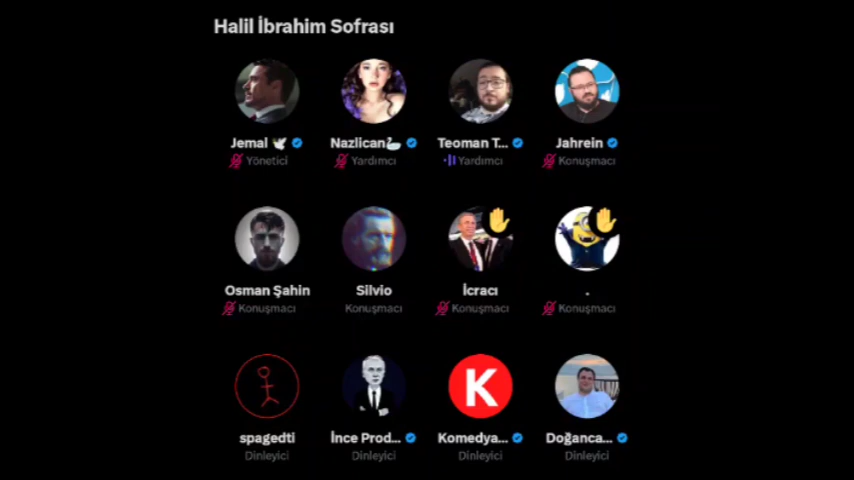 Halil İbrahim Sofrası
Jemal Nazlican Teoman T... Jahrein
Yönetici Yardımcı Yardımcı Konuşmacı
Osman Şahin Silvio İcracı .
Konuşmacı Konuşmacı Konuşmacı Konuşmacı
K
spagedti İnce Prod... Komedya... Doğanca...
Dinleyici Dinleyici Dinleyici Dinleyici